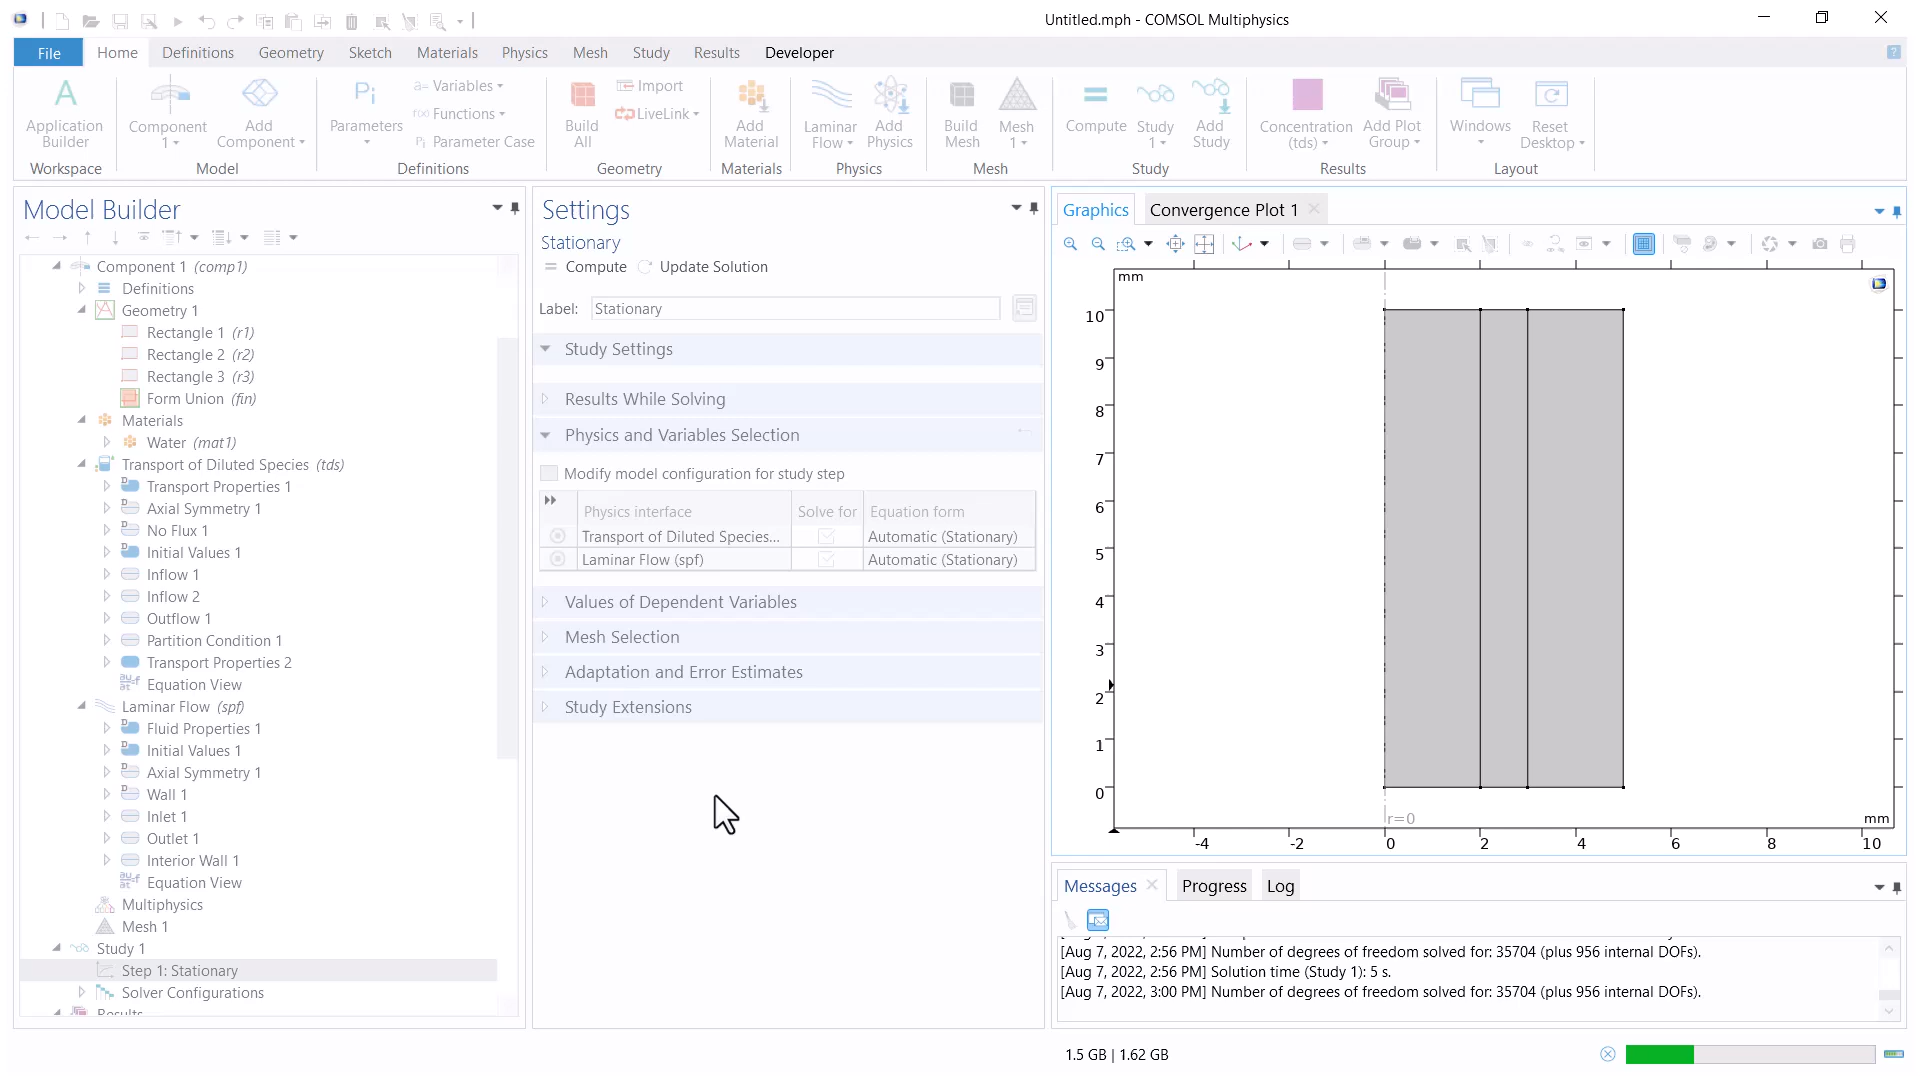 Untitled.mph - COMSOL Multiphysics
File Home Definitions Geometry Sketch Materials Physics Mesh Study Results Developer
Application Builder
Component 1
Add Component
Pi Parameters
a= Variables
f(x) Functions
Pi Parameter Case
Build All
Import
LiveLink
Add Material
Laminar Flow
Add Physics
Build Mesh
Mesh 1
Compute
Study 1
Add Study
Concentration (tds)
Add Plot Group
Windows
Reset Desktop
Workspace Model Definitions Geometry Materials Physics Mesh Study Results Layout
Model Builder
Component 1 (comp1)
Definitions
Geometry 1
Rectangle 1 (r1)
Rectangle 2 (r2)
Rectangle 3 (r3)
Form Union (fin)
Materials
Water (mat1)
Transport of Diluted Species (tds)
Transport Properties 1
Axial Symmetry 1
No Flux 1
Initial Values 1
Inflow 1
Inflow 2
Outflow 1
Partition Condition 1
Transport Properties 2
Equation View
Laminar Flow (spf)
Fluid Properties 1
Initial Values 1
Axial Symmetry 1
Wall 1
Inlet 1
Outlet 1
Interior Wall 1
Equation View
Multiphysics
Mesh 1
Study 1
Step 1: Stationary
Solver Configurations
Results
Settings
Stationary
= Compute Update Solution
Label: Stationary
Study Settings
Results While Solving
Physics and Variables Selection
Modify model configuration for study step
Physics interface Solve for Equation form
Transport of Diluted Species... Automatic (Stationary)
Laminar Flow (spf) Automatic (Stationary)
Values of Dependent Variables
Mesh Selection
Adaptation and Error Estimates
Study Extensions
Graphics Convergence Plot 1
mm
10
9
8
7
6
5
4
3
2
1
0
r=0
mm
-4 -2 0 2 4 6 8 10
Messages Progress Log
[Aug 7, 2022, 2:56 PM] Number of degrees of freedom solved for: 35704 (plus 956 internal DOFs).
[Aug 7, 2022, 2:56 PM] Solution time (Study 1): 5 s.
[Aug 7, 2022, 3:00 PM] Number of degrees of freedom solved for: 35704 (plus 956 internal DOFs).
1.5 GB | 1.62 GB